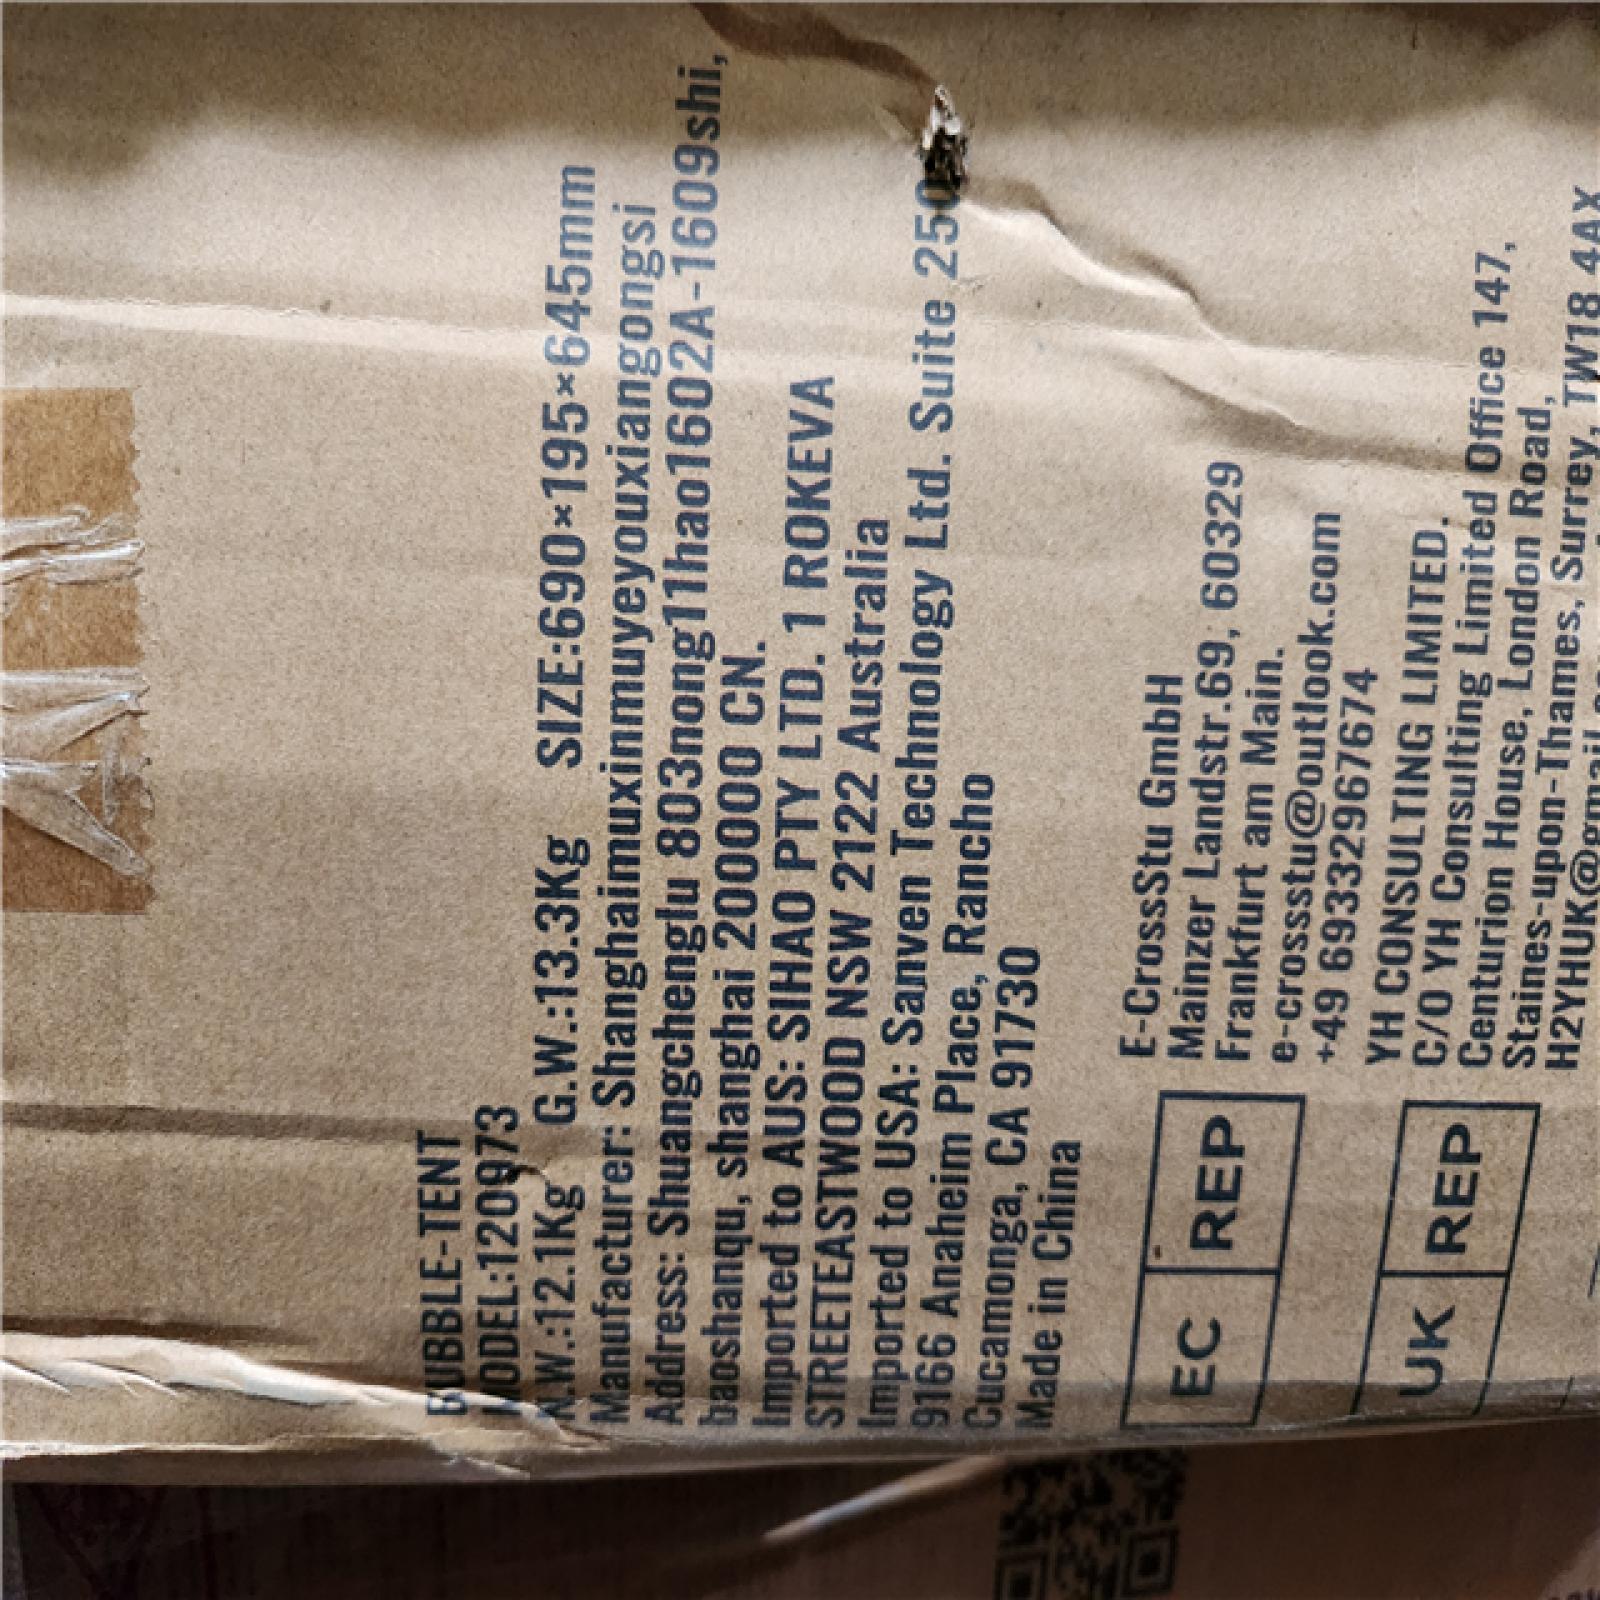 BUBBLE-TENT
MODEL:120973
N.W.:12.1Kg G.W.:13.3Kg SIZE:690×195×645mm
Manufacturer: Shanghaimuxinmuyeyouxiangongsi
Address: Shuangchenglu 803nong11hao1602A-1609shi,
baoshanqu, shanghai 200000 CN.
Imported to AUS: SIHAO PTY LTD. 1 ROKEVA
STREETEASTWOOD NSW 2122 Australia
Imported to USA: Sanven Technology Ltd. Suite 250
9166 Anaheim Place, Rancho
Cucamonga, CA 91730
Made in China
EC REP
E-CrossStu GmbH
Mainzer Landstr.69, 60329
Frankfurt am Main.
e-crossstu@outlook.com
+49 69332967674
UK REP
YH CONSULTING LIMITED.
C/O YH Consulting Limited Office 147,
Centurion House, London Road,
Staines-upon-Thames, Surrey, TW18 4AX
H2YHUK@gmail.com